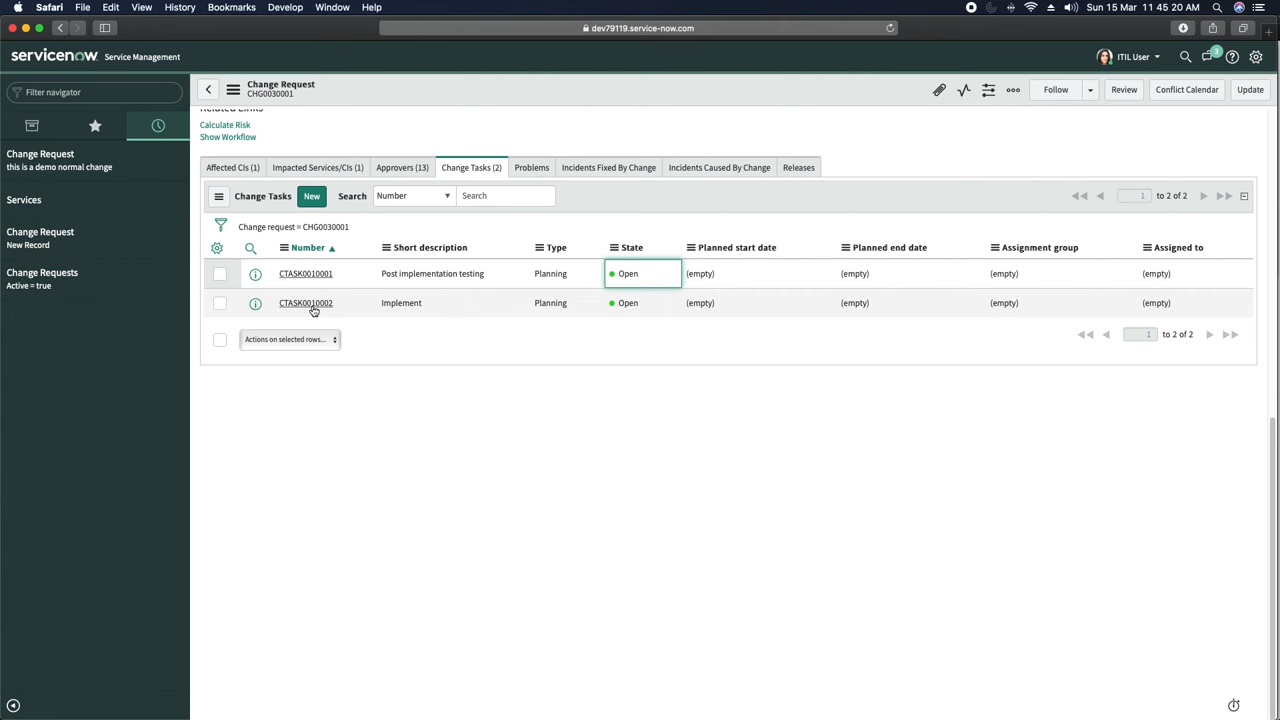 Safari File Edit View History Bookmarks Develop Window Help Sun 15 Mar 11:45:20 AM
dev79119.service-now.com
servicenow Service Management ITIL User 3
Filter navigator
Change Request
CHG0030001
Follow Review Conflict Calendar Update
Change Request
this is a demo normal change
Services
Change Request
New Record
Change Requests
Active = true
Related Links
Calculate Risk
Show Workflow
Affected CIs (1) Impacted Services/CIs (1) Approvers (13) Change Tasks (2) Problems Incidents Fixed By Change Incidents Caused By Change Releases
Change Tasks New Search Number Search 1 to 2 of 2
Change request = CHG0030001
Number Short description Type State Planned start date Planned end date Assignment group Assigned to
CTASK0010001 Post implementation testing Planning Open (empty) (empty) (empty) (empty)
CTASK0010002 Implement Planning Open (empty) (empty) (empty) (empty)
Actions on selected rows... 1 to 2 of 2